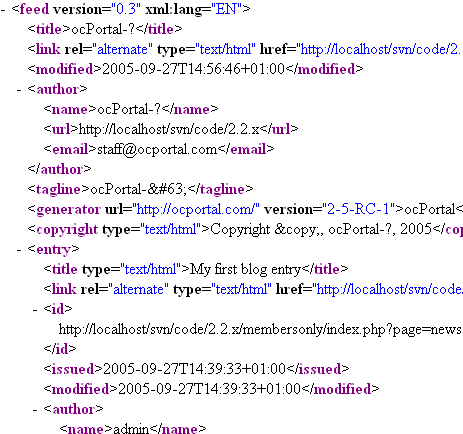 - <feed version="0.3" xml:lang="EN">
<title>ocPortal-?</title>
<link rel="alternate" type="text/html" href="http://localhost/svn/code/2.
<modified>2005-09-27T14:56:46+01:00</modified>
- <author>
<name>ocPortal-?</name>
<url>http://localhost/svn/code/2.2.x</url>
<email>staff@ocportal.com</email>
</author>
<tagline>ocPortal-&#63;</tagline>
<generator url="http://ocportal.com/" version="2-5-RC-1">ocPortal<
<copyright type="text/html">Copyright &copy;, ocPortal-?, 2005</cop
- <entry>
<title type="text/html">My first blog entry</title>
<link rel="alternate" type="text/html" href="http://localhost/svn/code.
- <id>
http://localhost/svn/code/2.2.x/membersonly/index.php?page=news
</id>
<issued>2005-09-27T14:39:33+01:00</issued>
<modified>2005-09-27T14:39:33+01:00</modified>
- <author>
<name>admin</name>